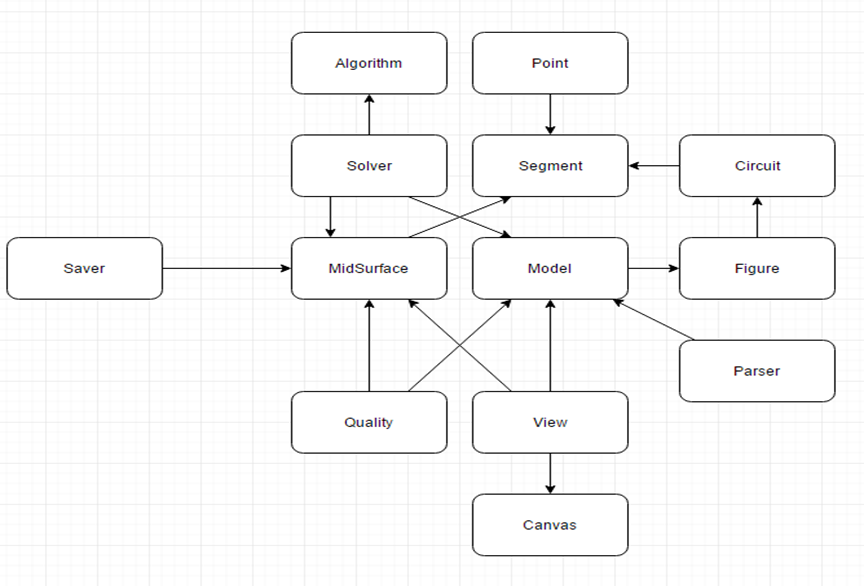 Algorithm
Point
Solver
Segment
Circuit
Saver
MidSurface
Model
Figure
Parser
Quality
View
Canvas